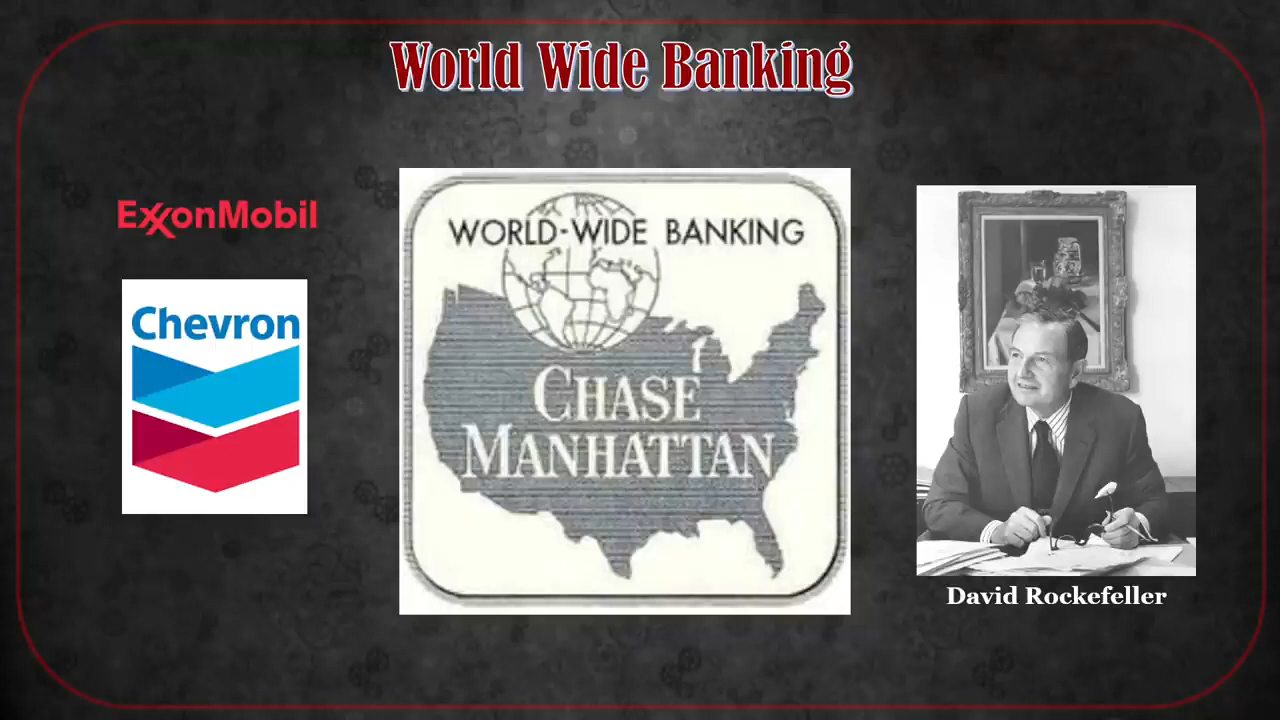 World Wide Banking
ExxonMobil
Chevron
WORLD-WIDE BANKING
CHASE
MANHATTAN
David Rockefeller